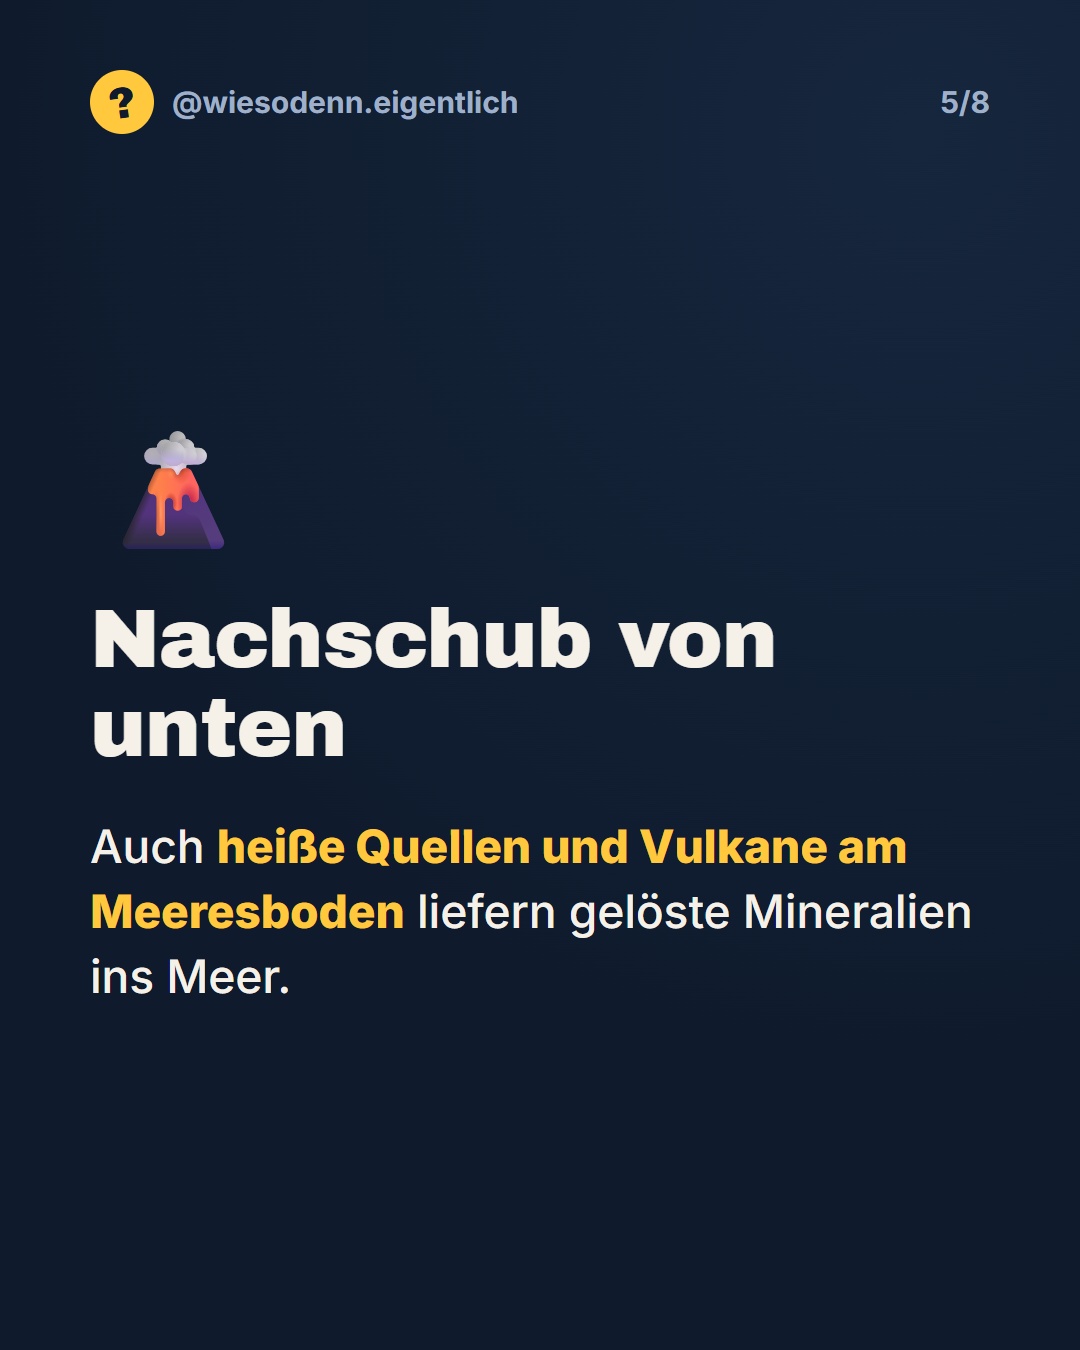 ?
@wiesodenn.eigentlich
5/8
Nachschub von
unten
Auch heiße Quellen und Vulkane am
Meeresboden liefern gelöste Mineralien
ins Meer.